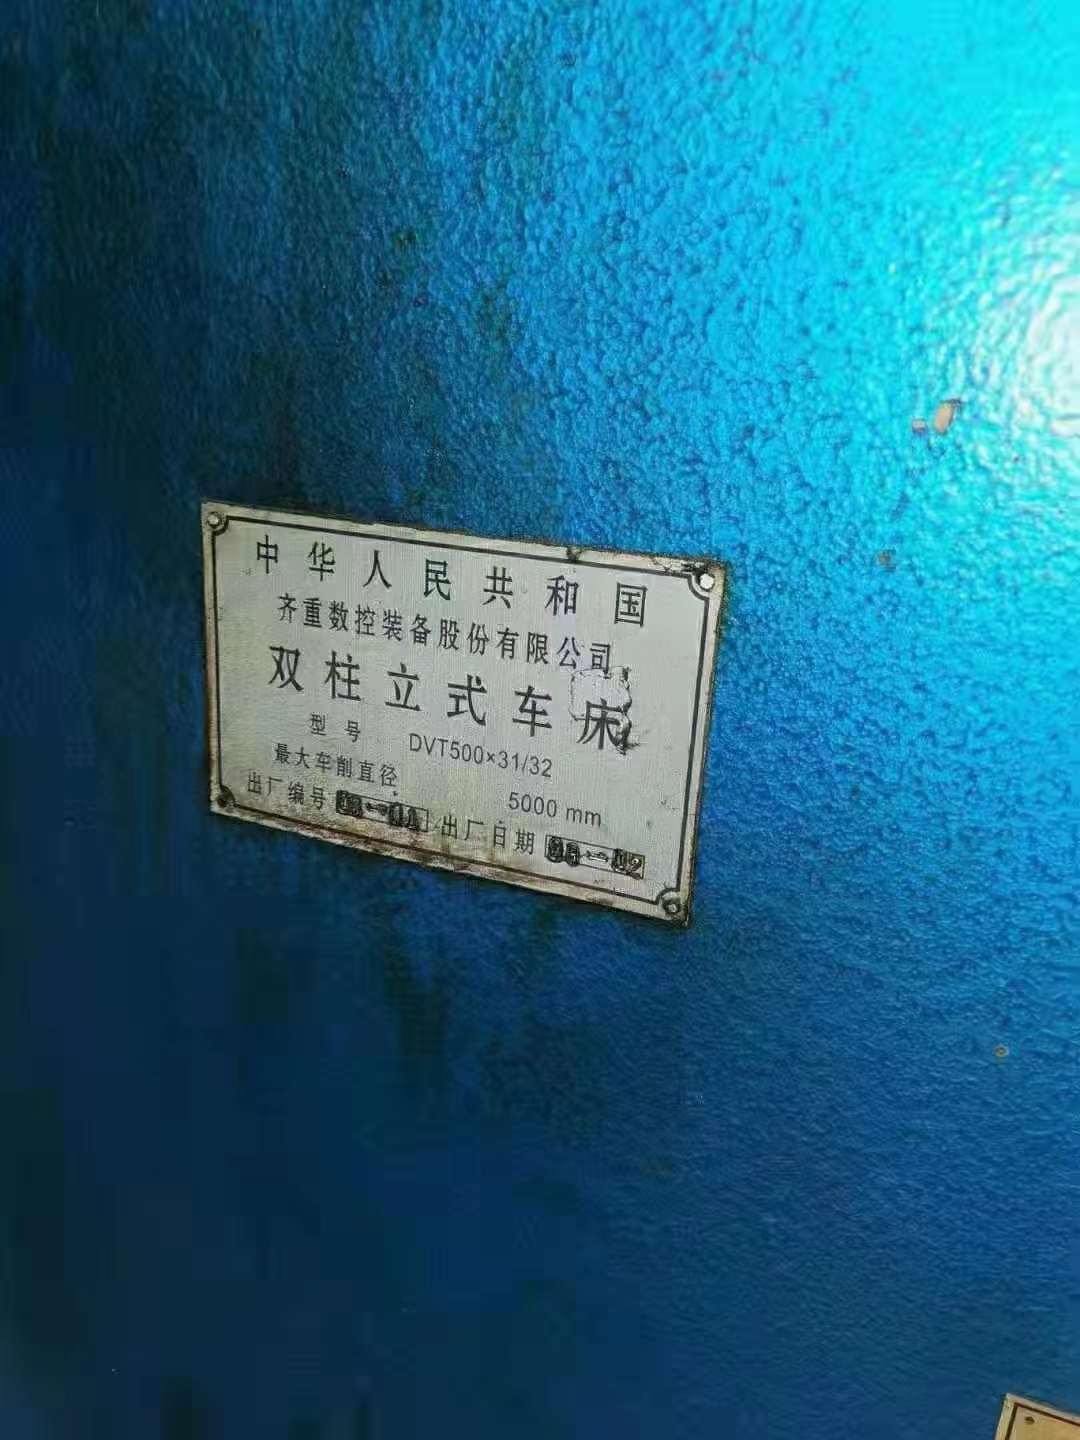 中华人民共和国
齐重数控装备股份有限公司
双柱立式车床
型号 DVT500×31/32
最大车削直径 5000 mm
出厂编号 出厂日期